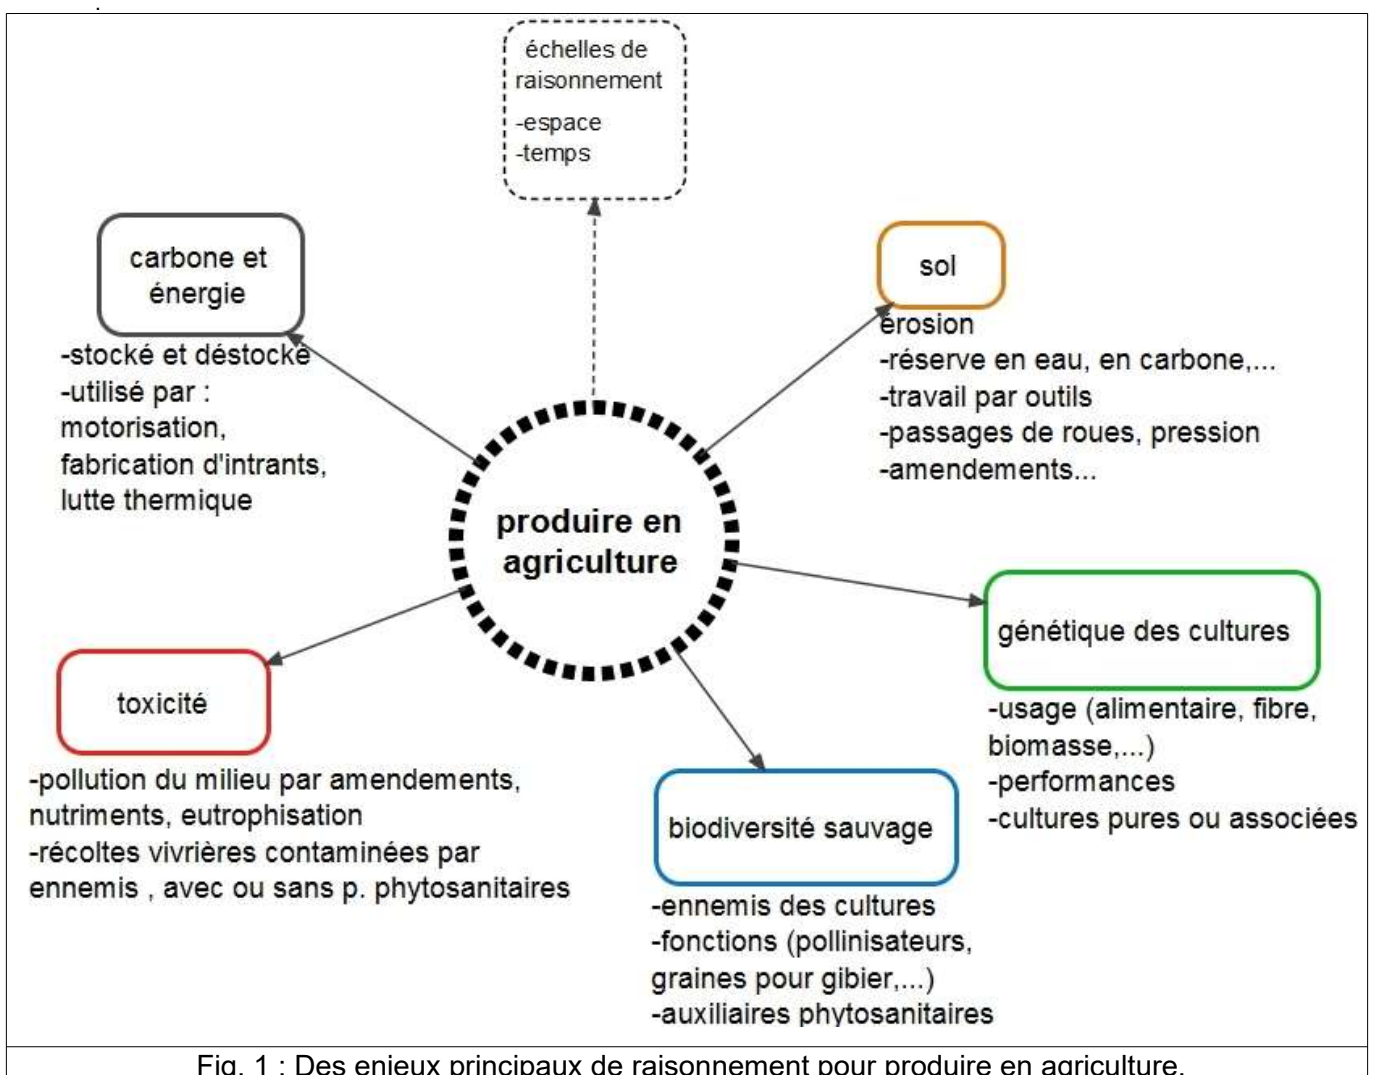 échelles de
raisonnement
-espace
-temps
carbone et
énergie
-stocké et déstocké
-utilisé par :
motorisation,
fabrication d'intrants,
lutte thermique
sol
érosion
-réserve en eau, en carbone,...
-travail par outils
-passages de roues, pression
-amendements...
produire en
agriculture
génétique des cultures
-usage (alimentaire, fibre,
biomasse,...)
-performances
-cultures pures ou associées
toxicité
-pollution du milieu par amendements,
nutriments, eutrophisation
-récoltes vivrières contaminées par
ennemis , avec ou sans p. phytosanitaires
biodiversité sauvage
-ennemis des cultures
-fonctions (pollinisateurs,
graines pour gibier,...)
-auxiliaires phytosanitaires
Fig. 1 : Des enjeux principaux de raisonnement pour produire en agriculture.